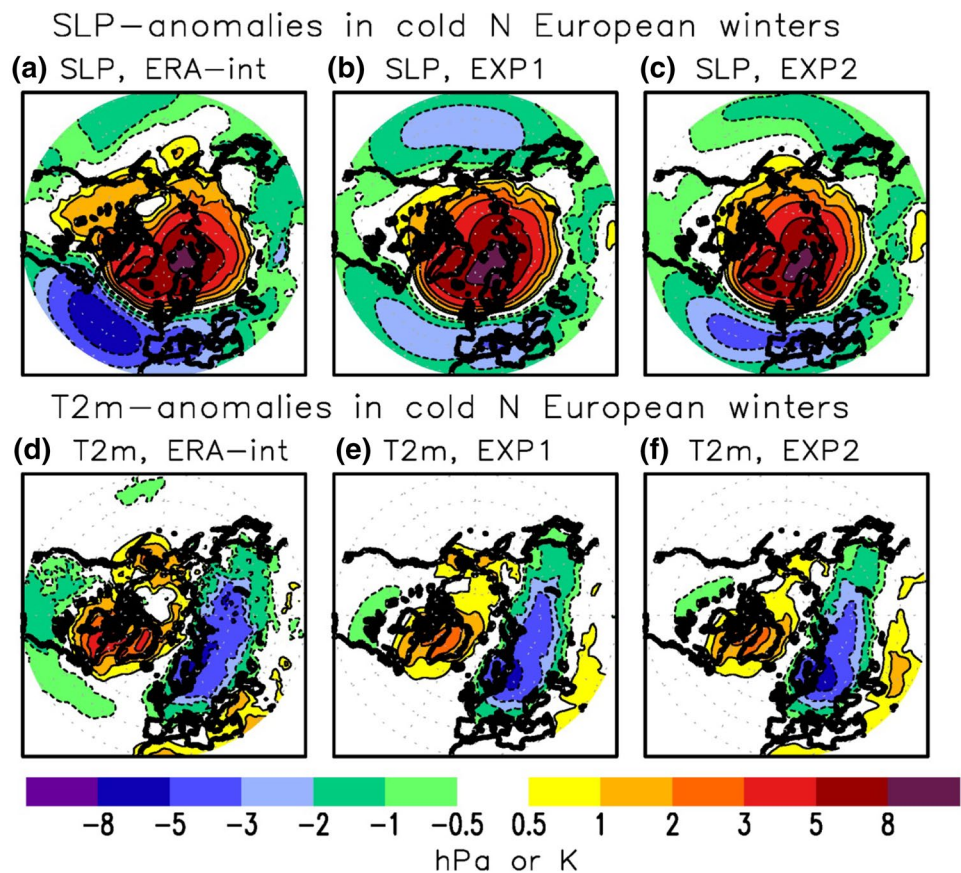 SLP-anomalies in cold N European winters
(a) SLP, ERA-int (b) SLP, EXP1 (c) SLP, EXP2
T2m-anomalies in cold N European winters
(d) T2m, ERA-int (e) T2m, EXP1 (f) T2m, EXP2
-8 -5 -3 -2 -1 -0.5 0.5 1 2 3 5 8
hPa or K